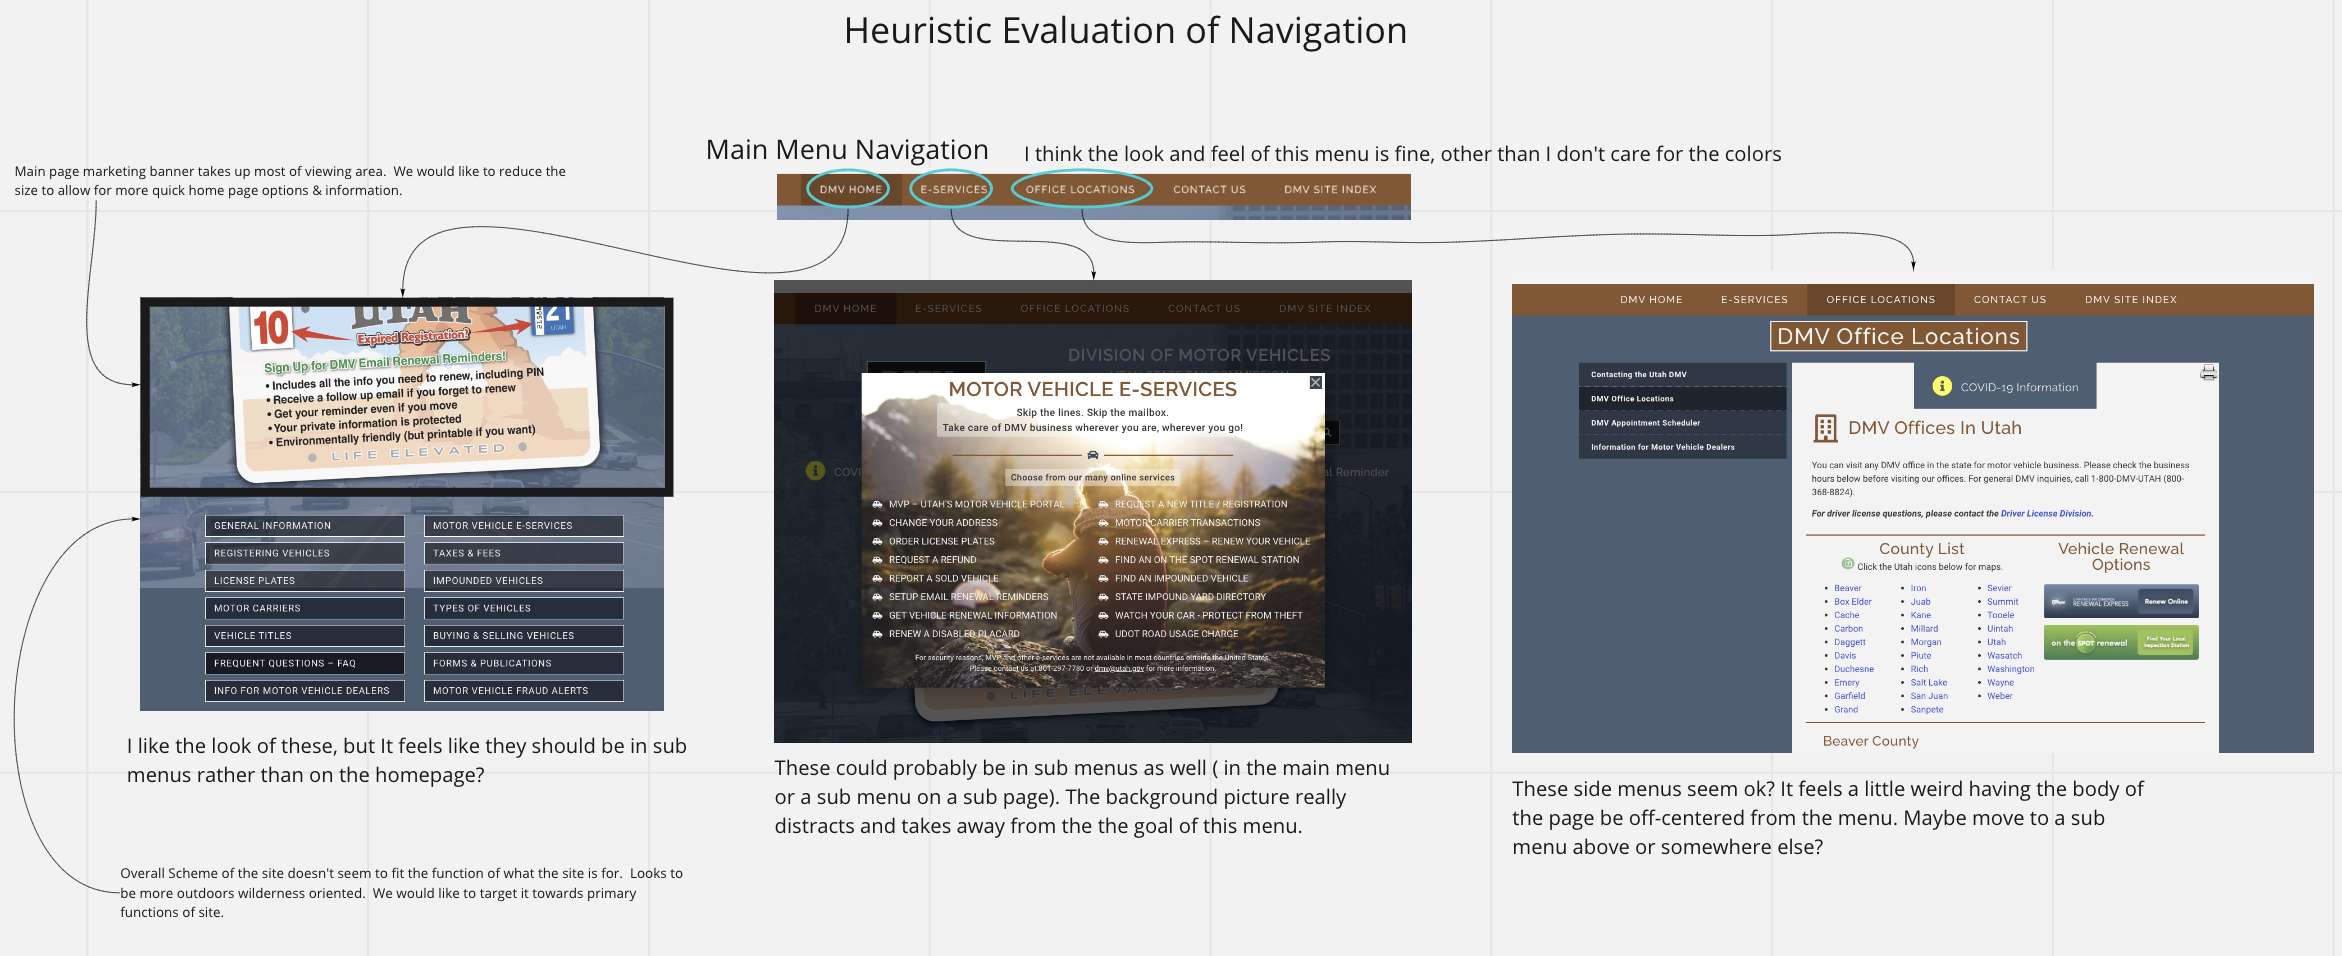 Heuristic Evaluation of Navigation
Main Menu Navigation
I think the look and feel of this menu is fine, other than I don't care for the colors
DMV HOME
E-SERVICES
OFFICE LOCATIONS
CONTACT US
DMV SITE INDEX
Main page marketing banner takes up most of viewing area. We would like to reduce the
size to allow for more quick home page options & information.
UTAH
10
21
UTAH
Expired Registration?
Sign Up for DMV Email Renewal Reminders!
• Includes all the info you need to renew, including PIN
• Receive a follow up email if you forget to renew
• Get your reminder even if you move
• Your private information is protected
• Environmentally friendly (but printable if you want)
LIFE ELEVATED
GENERAL INFORMATION
MOTOR VEHICLE E-SERVICES
REGISTERING VEHICLES
TAXES & FEES
LICENSE PLATES
IMPOUNDED VEHICLES
MOTOR CARRIERS
TYPES OF VEHICLES
VEHICLE TITLES
BUYING & SELLING VEHICLES
FREQUENT QUESTIONS – FAQ
FORMS & PUBLICATIONS
INFO FOR MOTOR VEHICLE DEALERS
MOTOR VEHICLE FRAUD ALERTS
I like the look of these, but It feels like they should be in sub
menus rather than on the homepage?
Overall Scheme of the site doesn't seem to fit the function of what the site is for. Looks to
be more outdoors wilderness oriented. We would like to target it towards primary
functions of site.
DMV HOME
E-SERVICES
OFFICE LOCATIONS
CONTACT US
DMV SITE INDEX
DIVISION OF MOTOR VEHICLES
COVI
al Reminder
MOTOR VEHICLE E-SERVICES
Skip the lines. Skip the mailbox.
Take care of DMV business wherever you are, wherever you go!
Choose from our many online services
MVP – UTAH'S MOTOR VEHICLE PORTAL
CHANGE YOUR ADDRESS
ORDER LICENSE PLATES
REQUEST A REFUND
REPORT A SOLD VEHICLE
SETUP EMAIL RENEWAL REMINDERS
GET VEHICLE RENEWAL INFORMATION
RENEW A DISABLED PLACARD
REQUEST A NEW TITLE / REGISTRATION
MOTOR CARRIER TRANSACTIONS
RENEWAL EXPRESS – RENEW YOUR VEHICLE
FIND AN ON THE SPOT RENEWAL STATION
FIND AN IMPOUNDED VEHICLE
STATE IMPOUND YARD DIRECTORY
WATCH YOUR CAR - PROTECT FROM THEFT
UDOT ROAD USAGE CHARGE
For security reasons, MVP and other e-services are not available in most countries outside the United States.
Please contact us at 801-297-7780 or dmv@utah.gov for more information.
LIFE ELEVATE
These could probably be in sub menus as well ( in the main menu
or a sub menu on a sub page). The background picture really
distracts and takes away from the the goal of this menu.
DMV HOME
E-SERVICES
OFFICE LOCATIONS
CONTACT US
DMV SITE INDEX
DMV Office Locations
Contacting the Utah DMV
DMV Office Locations
DMV Appointment Scheduler
Information for Motor Vehicle Dealers
COVID-19 Information
DMV Offices In Utah
You can visit any DMV office in the state for motor vehicle business. Please check the business
hours below before visiting our offices. For general DMV inquiries, call 1-800-DMV-UTAH (800-
368-8824).
For driver license questions, please contact the Driver License Division.
County List
Click the Utah icons below for maps.
• Beaver
• Box Elder
• Cache
• Carbon
• Daggett
• Davis
• Duchesne
• Emery
• Garfield
• Grand
• Iron
• Juab
• Kane
• Millard
• Morgan
• Piute
• Rich
• Salt Lake
• San Juan
• Sanpete
• Sevier
• Summit
• Tooele
• Uintah
• Utah
• Wasatch
• Washington
• Wayne
• Weber
Vehicle Renewal
Options
RENEWAL EXPRESS
Renew Online
on the SPOT renewal
Find Your Local
Inspection Station
Beaver County
These side menus seem ok? It feels a little weird having the body of
the page be off-centered from the menu. Maybe move to a sub
menu above or somewhere else?